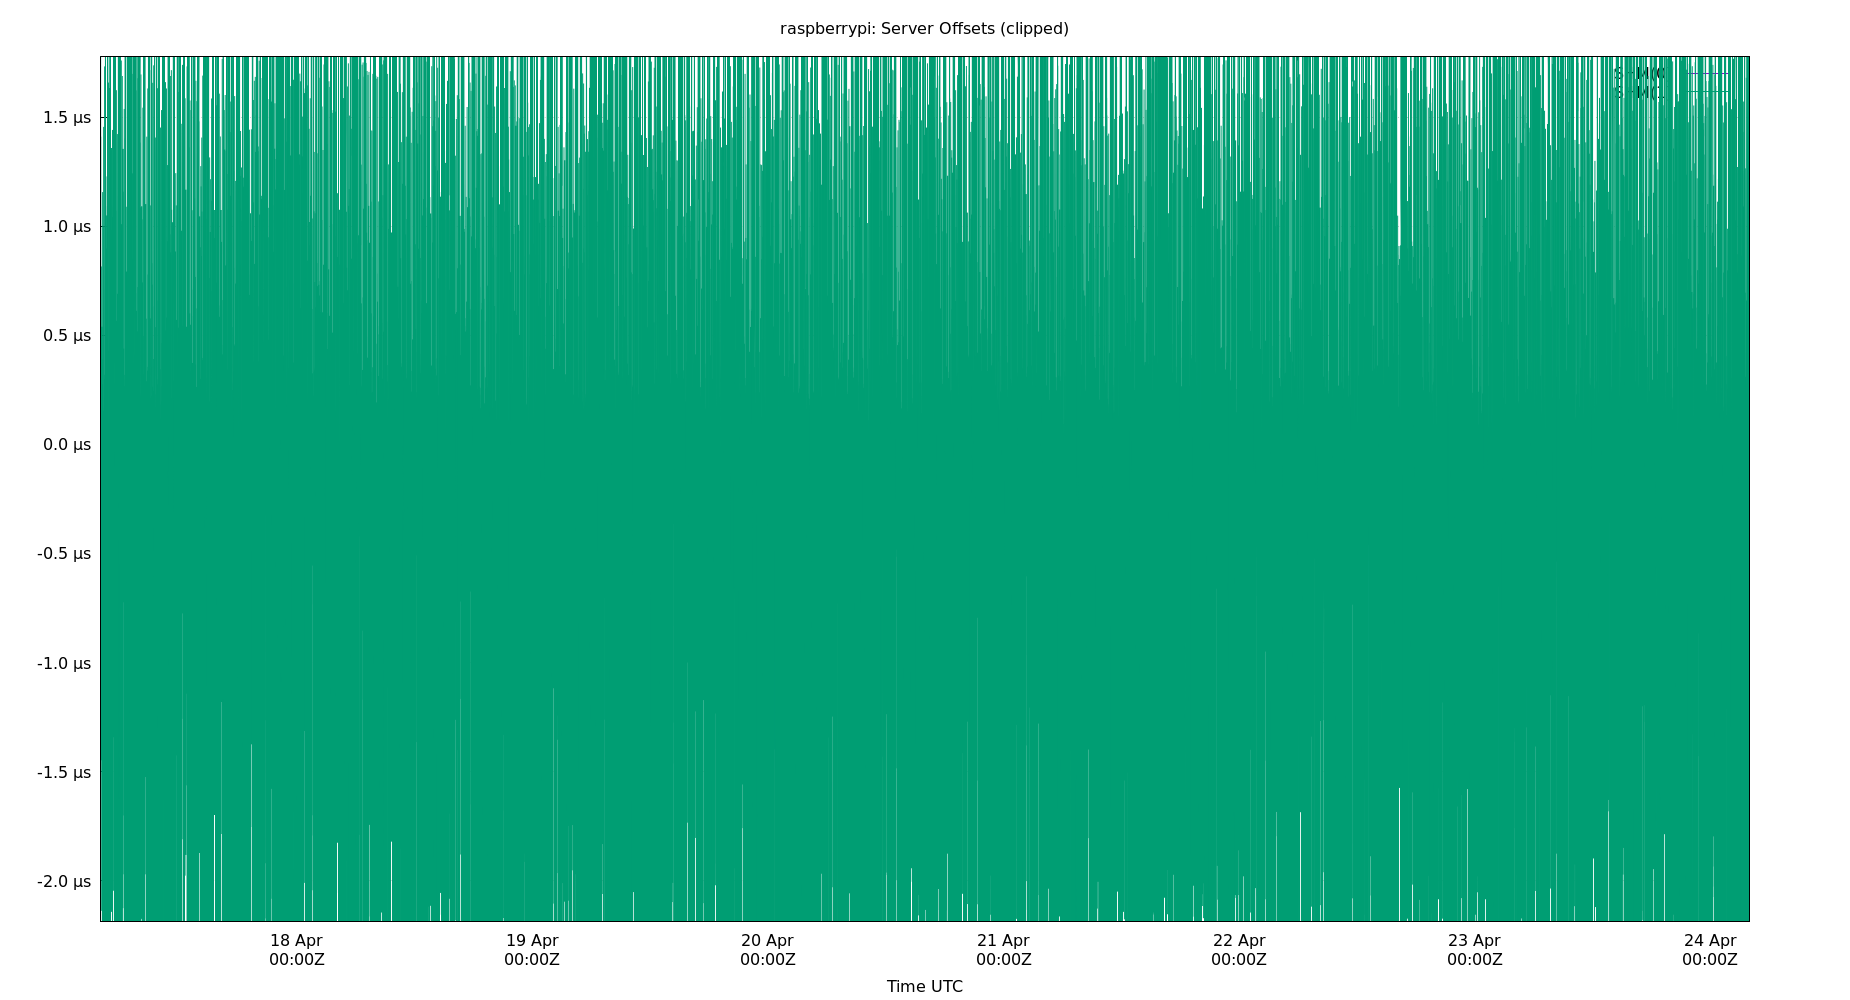 raspberrypi: Server Offsets (clipped)
1.5 µs
1.0 µs
0.5 µs
0.0 µs
-0.5 µs
-1.0 µs
-1.5 µs
-2.0 µs
18 Apr
00:00Z
19 Apr
00:00Z
20 Apr
00:00Z
21 Apr
00:00Z
22 Apr
00:00Z
23 Apr
00:00Z
24 Apr
00:00Z
Time UTC